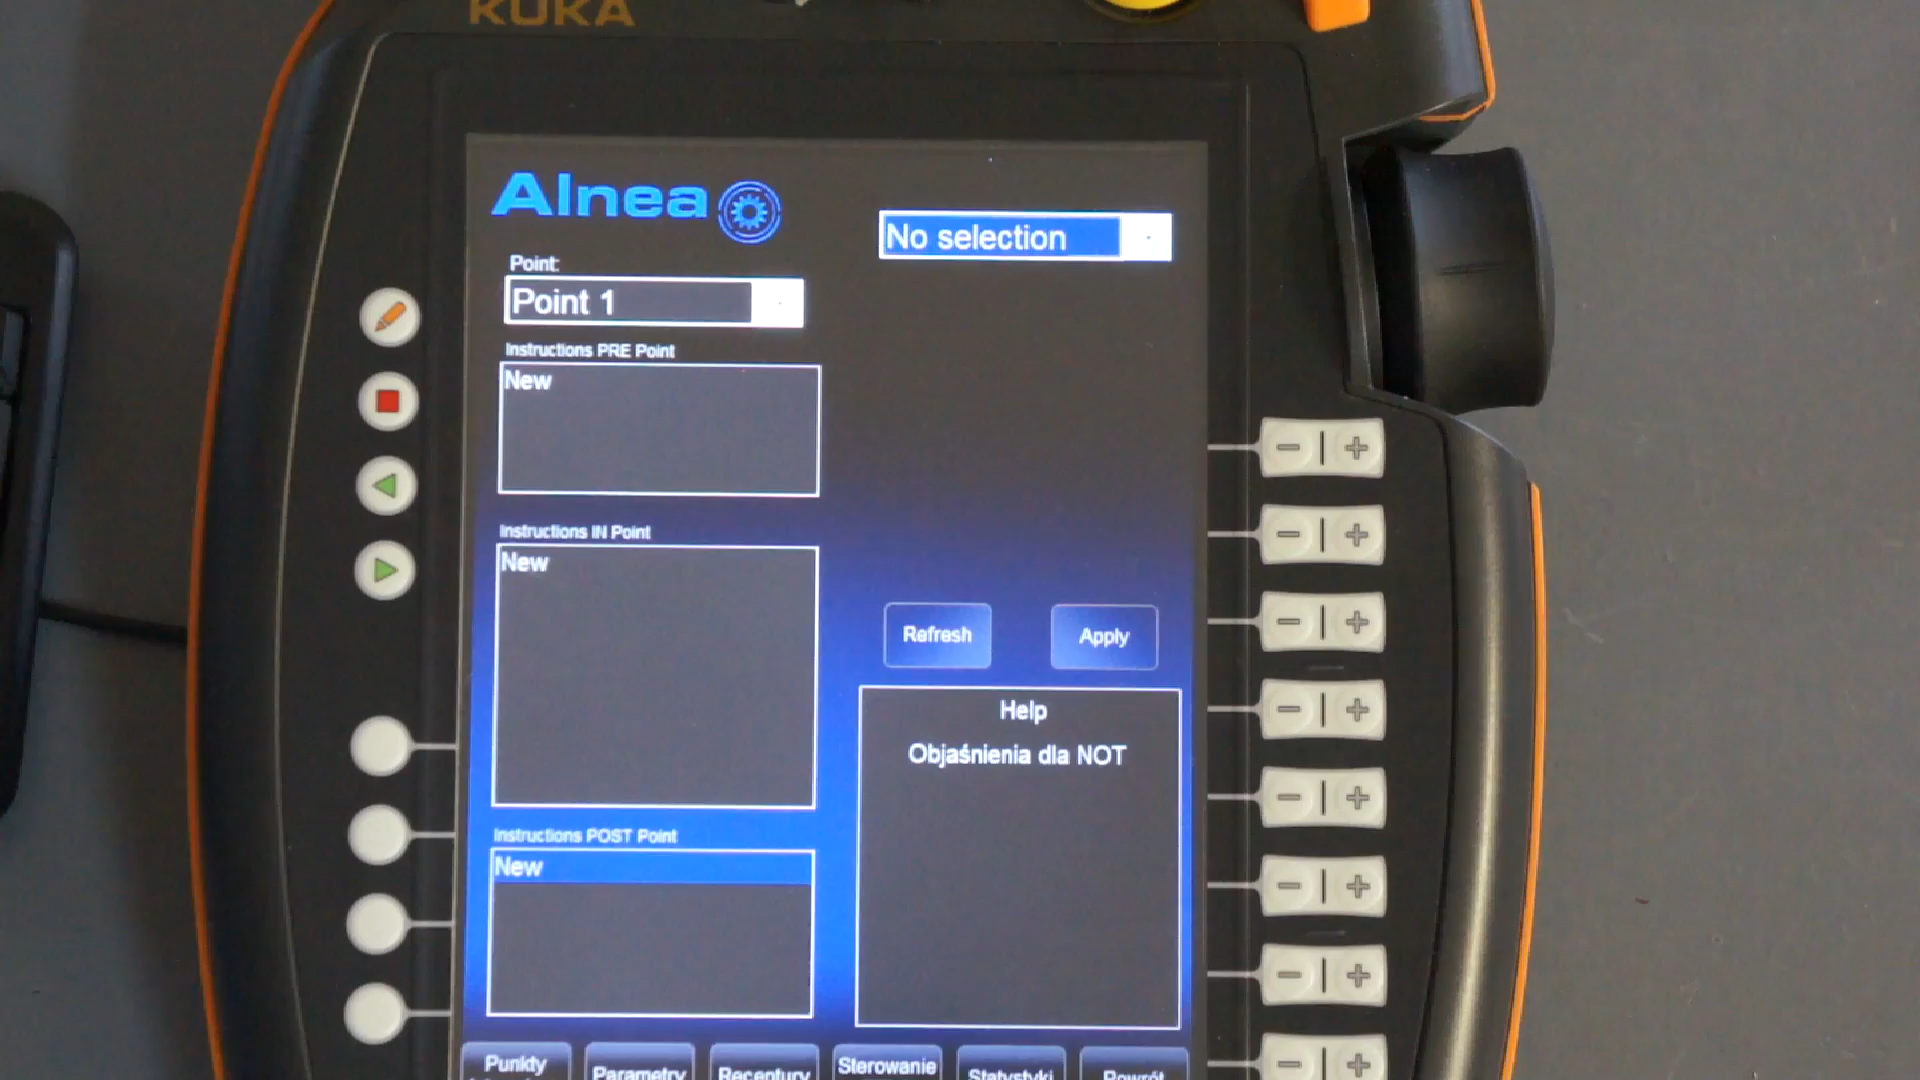 KUKA
Alnea
No selection
Point:
Point 1
Instructions PRE Point
New
Instructions IN Point
New
Refresh
Apply
Help
Objaśnienia dla NOT
Instructions POST Point
New
Punkty
Parametry
Receptury
Sterowanie
Statystyki
Powrót